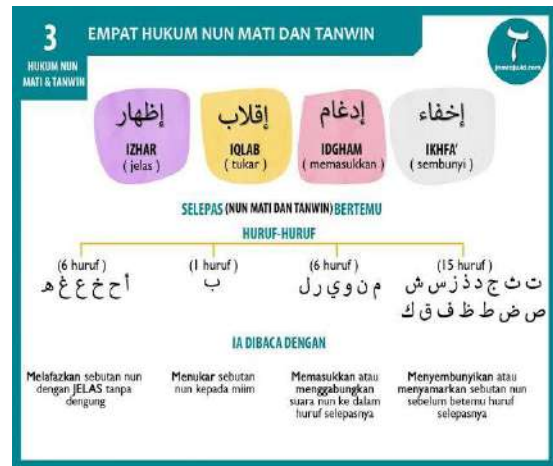 3
HUKUM NUN
MATI & TANWIN
EMPAT HUKUM NUN MATI DAN TANWIN
إظهار
IZHAR
( jelas )
إقلاب
IQLAB
( tukar )
إدغام
IDGHAM
( memasukkan )
إخفاء
IKHFA'
( sembunyi )
SELEPAS (NUN MATI DAN TANWIN) BERTEMU
HURUF-HURUF
(6 huruf )
أ ح خ ع غ ه
(1 huruf )
ب
(6 huruf )
م ن و ي ر ل
(15 huruf )
ت ث ج د ذ ز س ش
ص ض ط ظ ف ق ك
IA DIBACA DENGAN
Melafazkan sebutan nun
dengan JELAS tanpa
dengung
Menukar sebutan
nun kepada miim
Memasukkan atau
menggabungkan
suara nun ke dalam
huruf selepasnya
Menyembunyikan atau
menyamarkan sebutan nun
sebelum betemu huruf
selepasnya